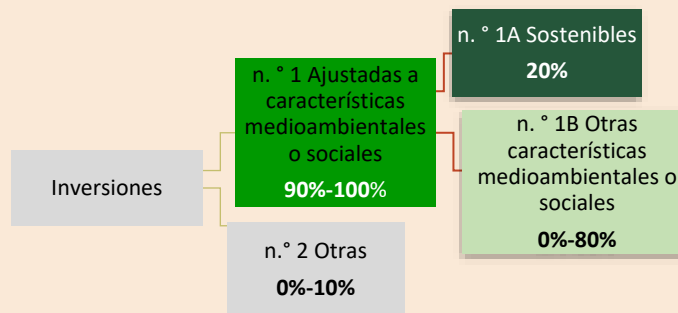 Inversiones
n. ° 1 Ajustadas a
características
medioambientales
o sociales
90%-100%
n.° 2 Otras
0%-10%
n. ° 1A Sostenibles
20%
n. ° 1B Otras
características
medioambientales o
sociales
0%-80%